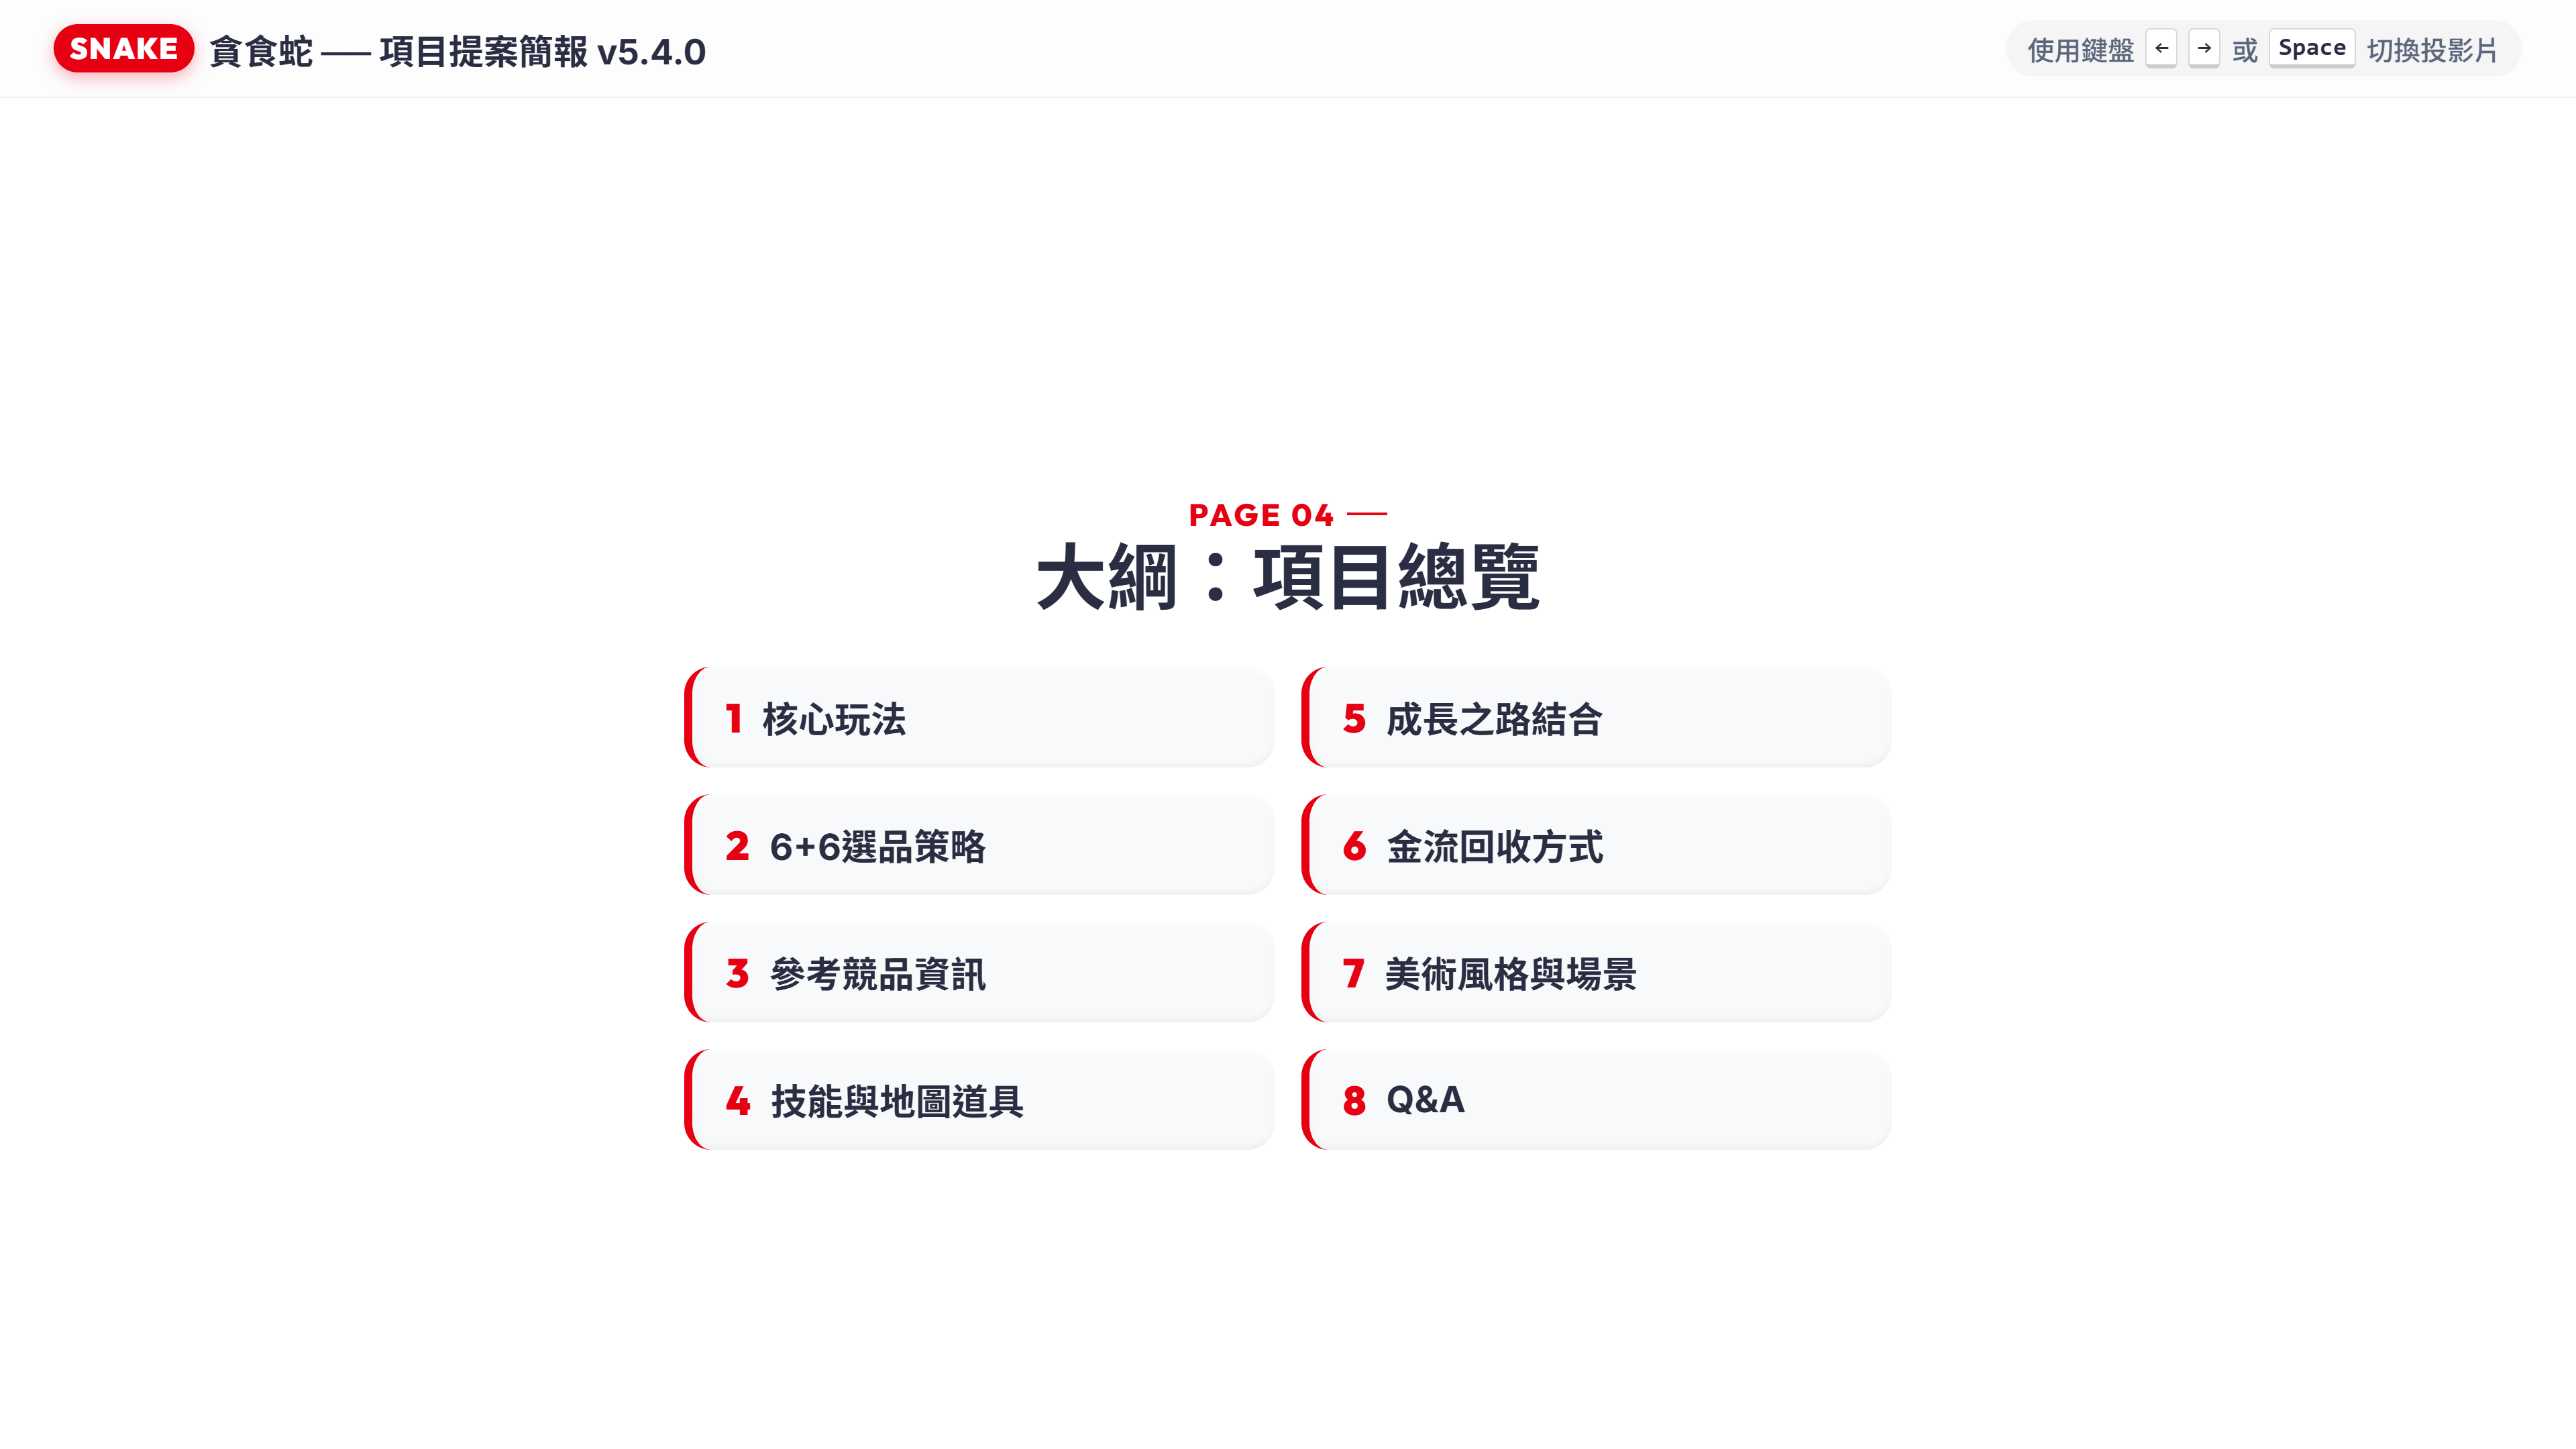 SNAKE 貪食蛇 —— 項目提案簡報 v5.4.0
使用鍵盤 ← → 或 Space 切換投影片
PAGE 04 —
大綱：項目總覽
1 核心玩法
2 6+6選品策略
3 參考競品資訊
4 技能與地圖道具
5 成長之路結合
6 金流回收方式
7 美術風格與場景
8 Q&A